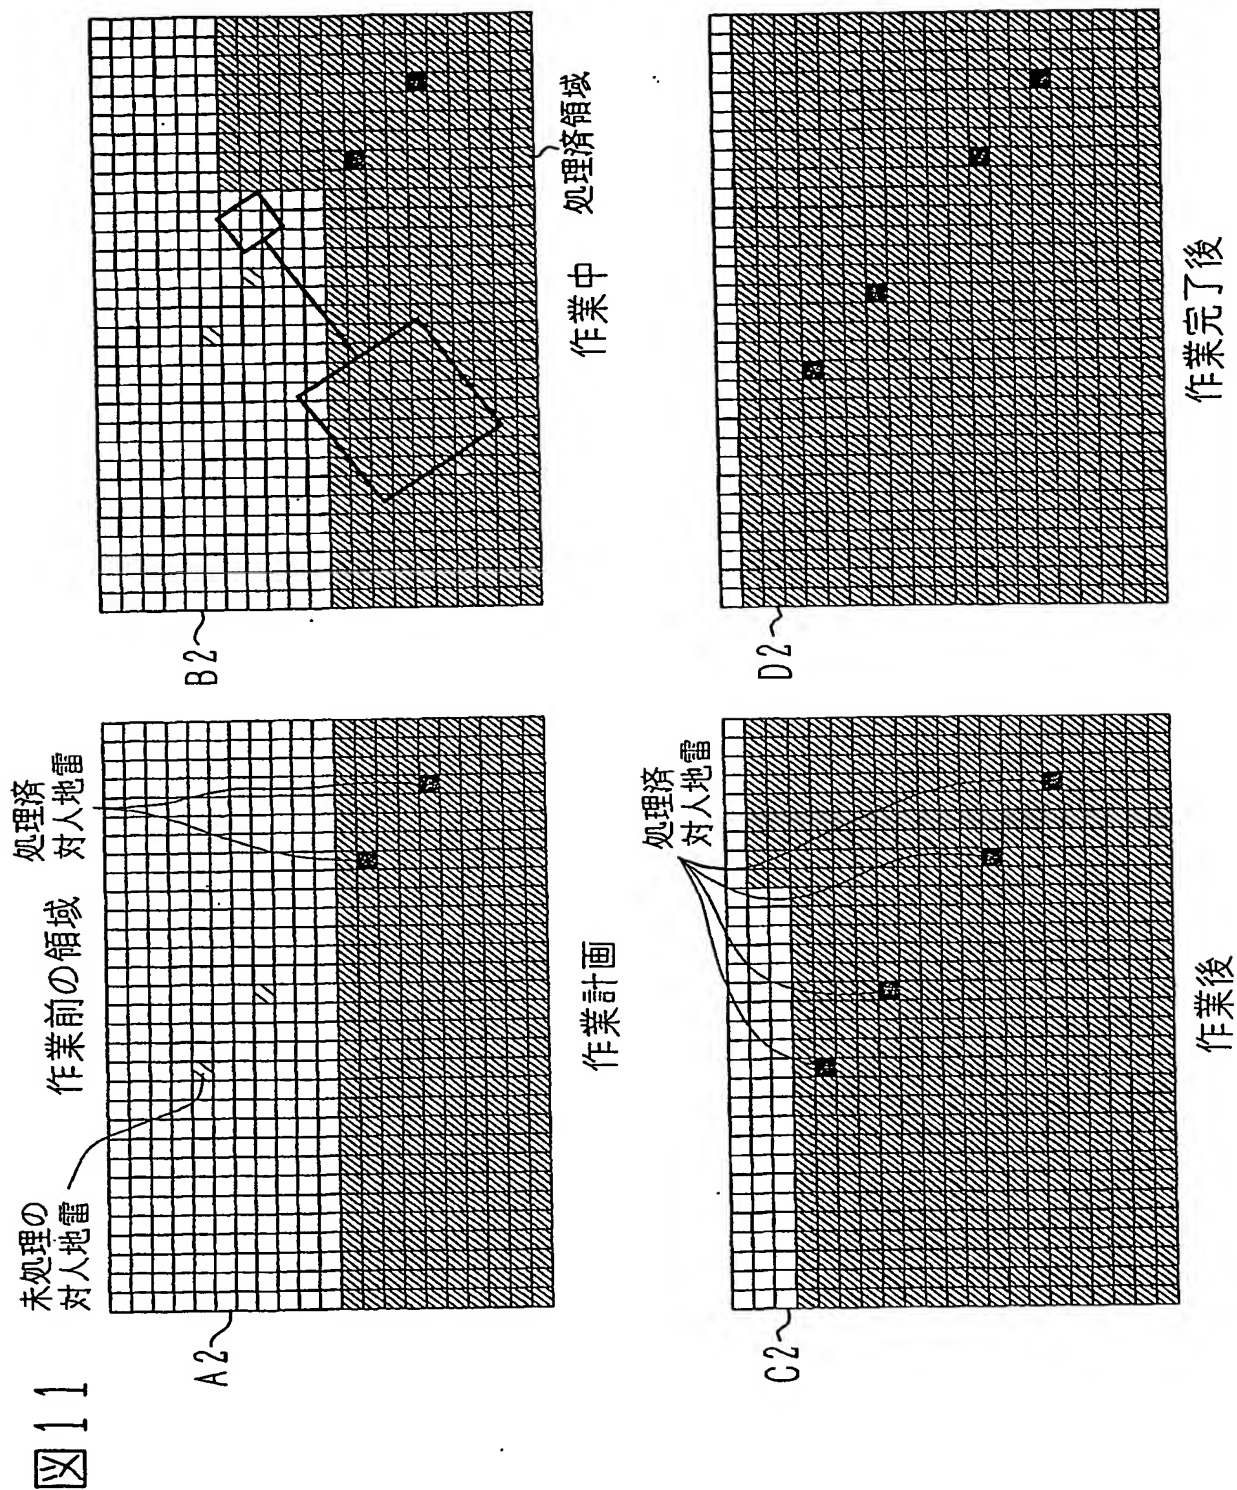 図11
未処理の
対人地雷
作業前の領域
処理済
対人地雷
A2
作業計画
B2
作業中
処理済領域
処理済
対人地雷
C2
作業後
D2
作業完了後